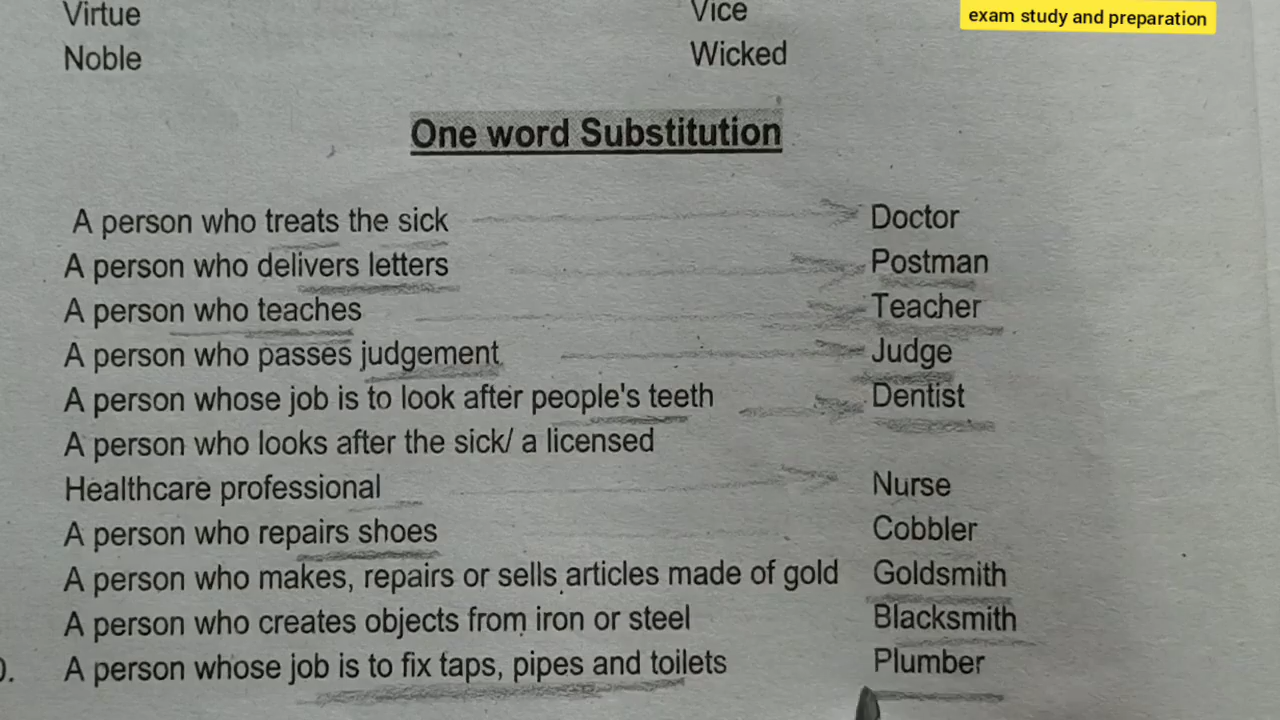 exam study and preparation
Virtue Vice
Noble Wicked
One word Substitution
A person who treats the sick Doctor
A person who delivers letters Postman
A person who teaches Teacher
A person who passes judgement Judge
A person whose job is to look after people's teeth Dentist
A person who looks after the sick/ a licensed
Healthcare professional Nurse
A person who repairs shoes Cobbler
A person who makes, repairs or sells articles made of gold Goldsmith
A person who creates objects from iron or steel Blacksmith
0. A person whose job is to fix taps, pipes and toilets Plumber